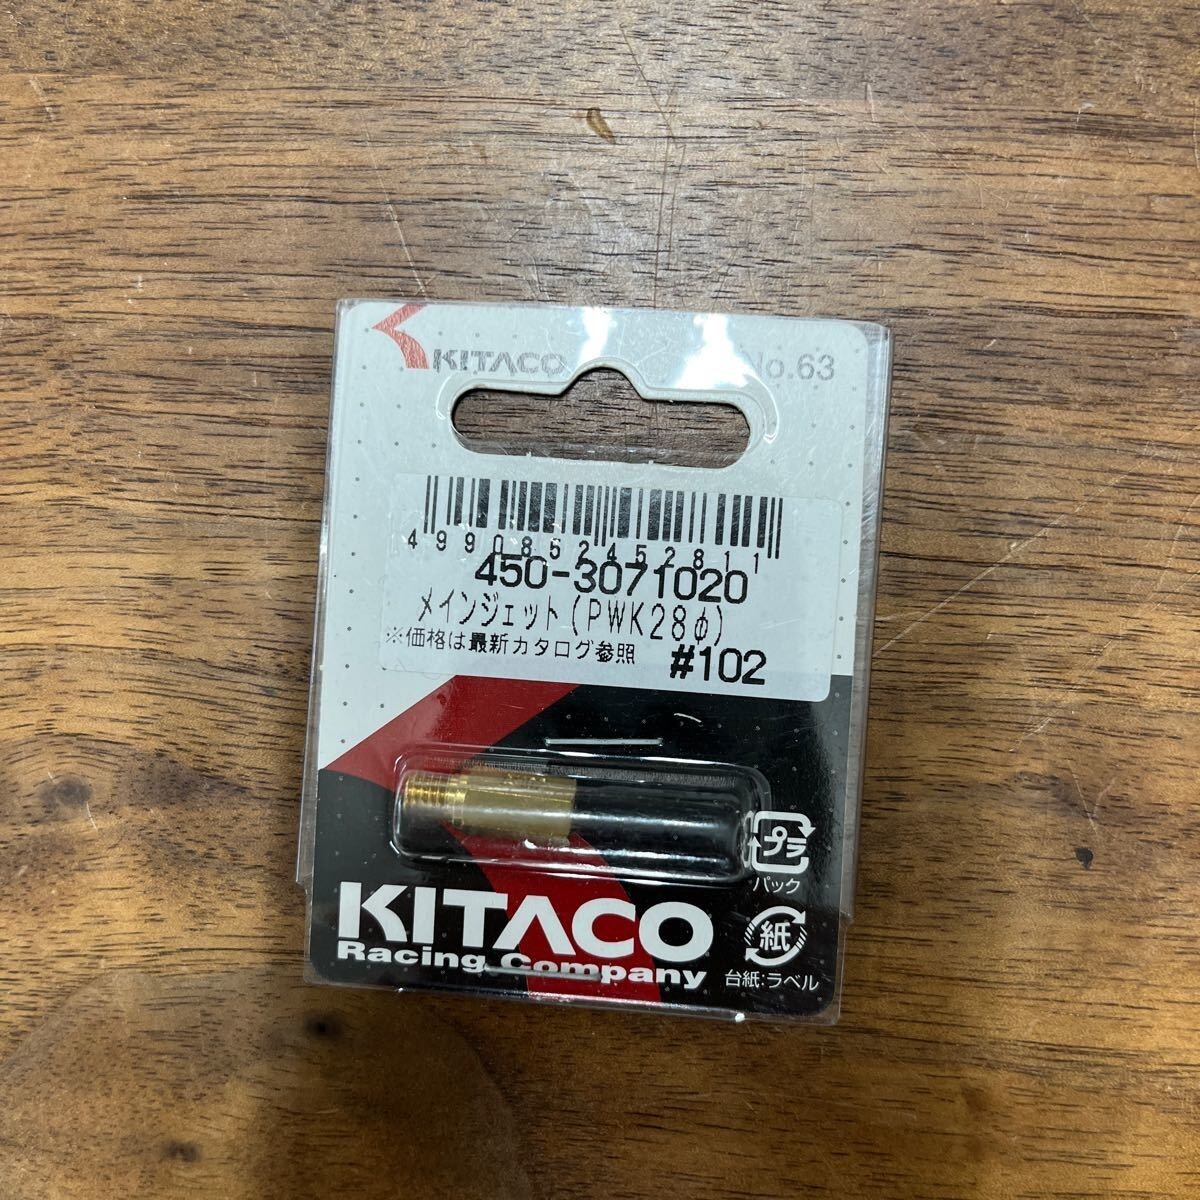 KITACO
No.63
4990852452811
450-3071020
メインジェット(PWK28φ)
※価格は最新カタログ参照 #102
プラ
パック
KITACO
Racing Company
紙
台紙:ラベル